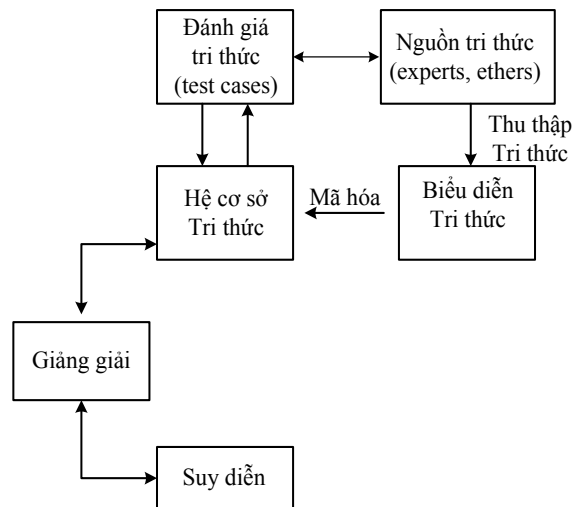 Đánh giá
tri thức
(test cases)
Nguồn tri thức
(experts, ethers)
Thu thập
Tri thức
Hệ cơ sở
Tri thức
Mã hóa
Biểu diễn
Tri thức
Giảng giải
Suy diễn